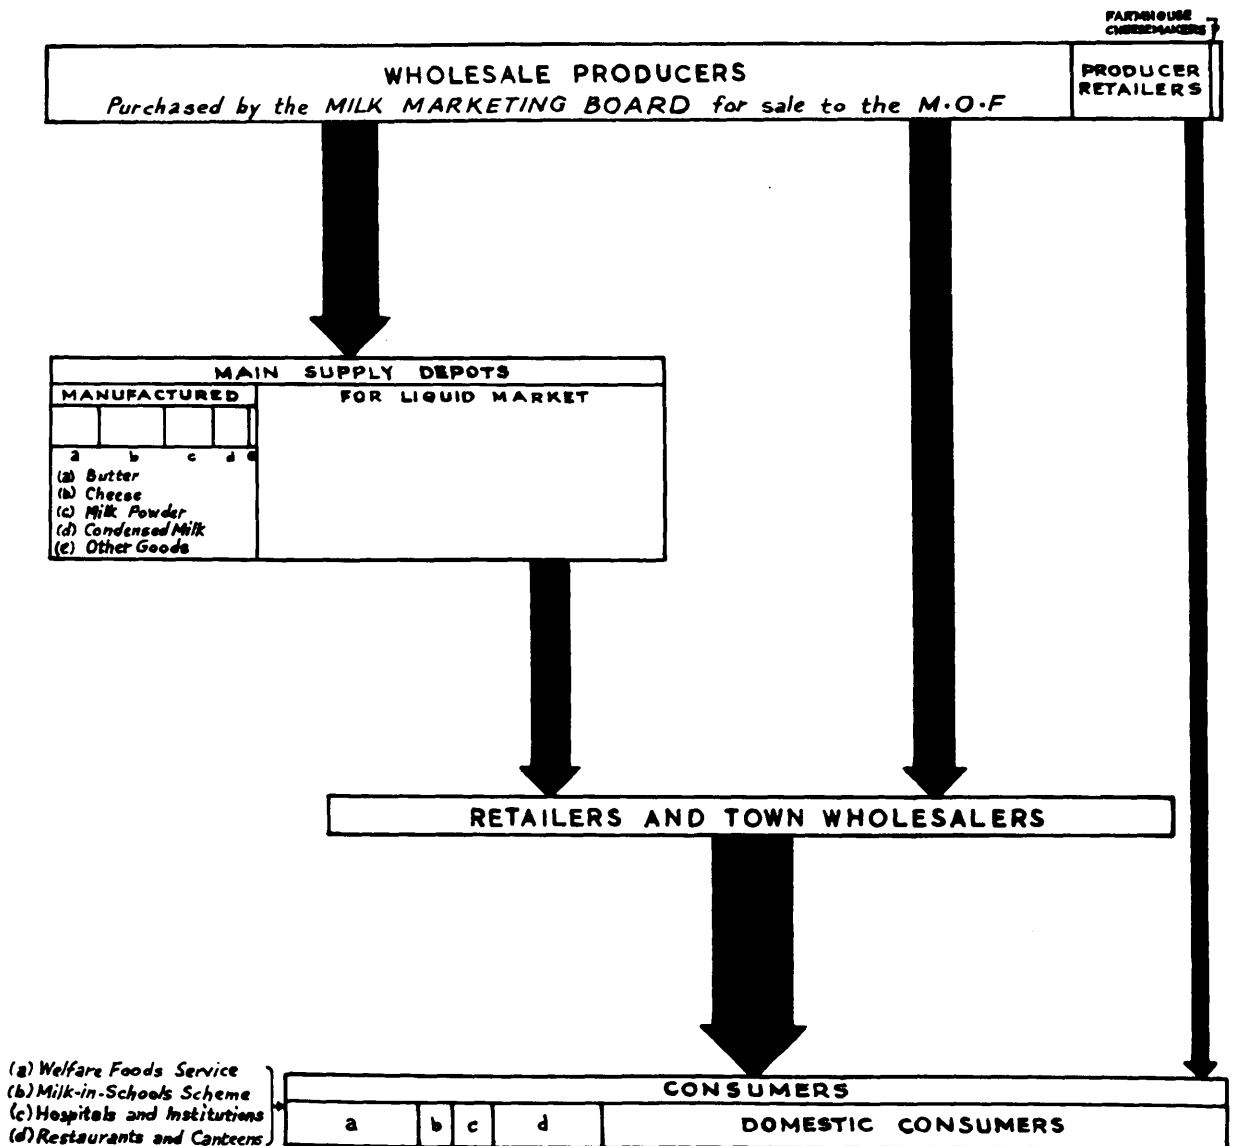 FARMHOUSE
CHEESEMAKERS
WHOLESALE PRODUCERS
Purchased by the MILK MARKETING BOARD for sale to the M.O.F
PRODUCER
RETAILERS
MAIN SUPPLY DEPOTS
MANUFACTURED
FOR LIQUID MARKET
a b c d e
(a) Butter
(b) Cheese
(c) Milk Powder
(d) Condensed Milk
(e) Other Goods
RETAILERS AND TOWN WHOLESALERS
(a) Welfare Foods Service
(b) Milk-in-Schools Scheme
(c) Hospitals and Institutions
(d) Restaurants and Canteens
CONSUMERS
a b c d DOMESTIC CONSUMERS